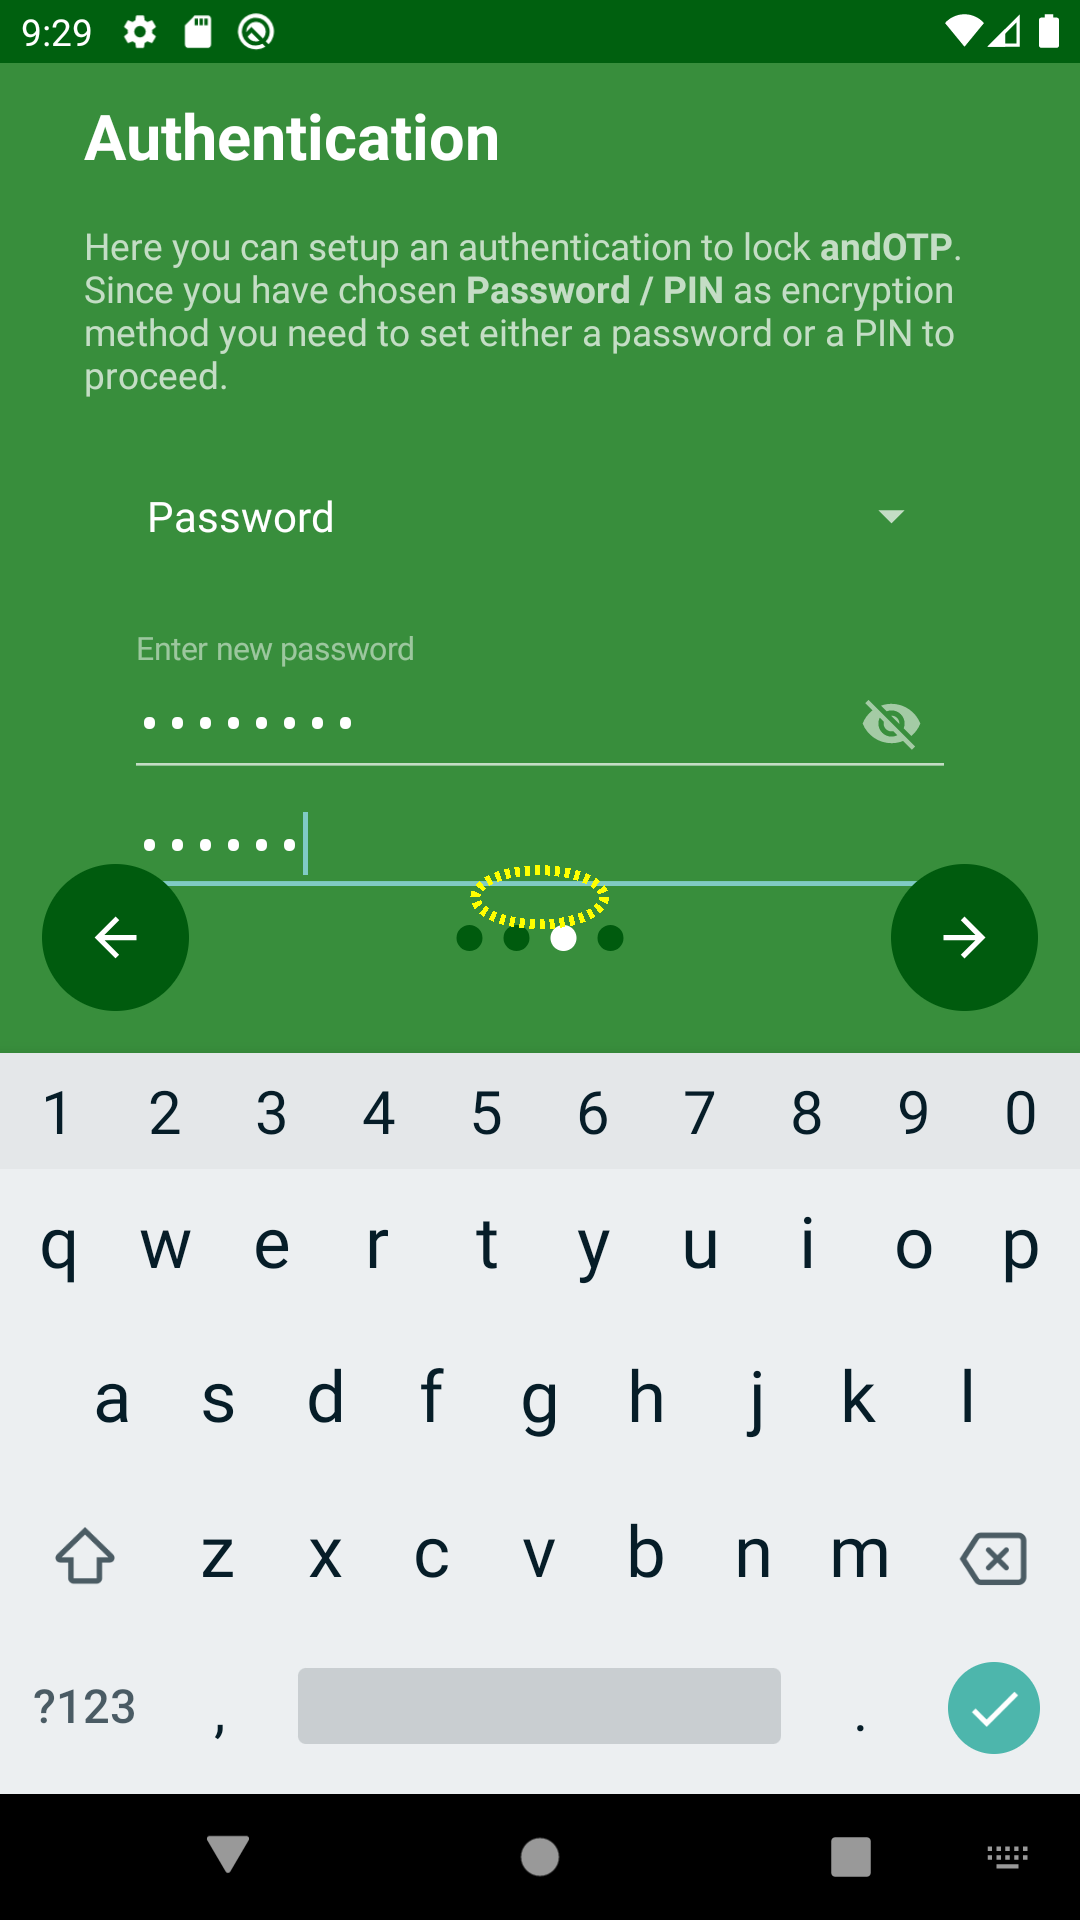 9:29
Authentication
Here you can setup an authentication to lock andOTP.
Since you have chosen Password / PIN as encryption
method you need to set either a password or a PIN to
proceed.
Password
Enter new password
••••••••
••••••
1 2 3 4 5 6 7 8 9 0
q w e r t y u i o p
a s d f g h j k l
z x c v b n m
?123 , .